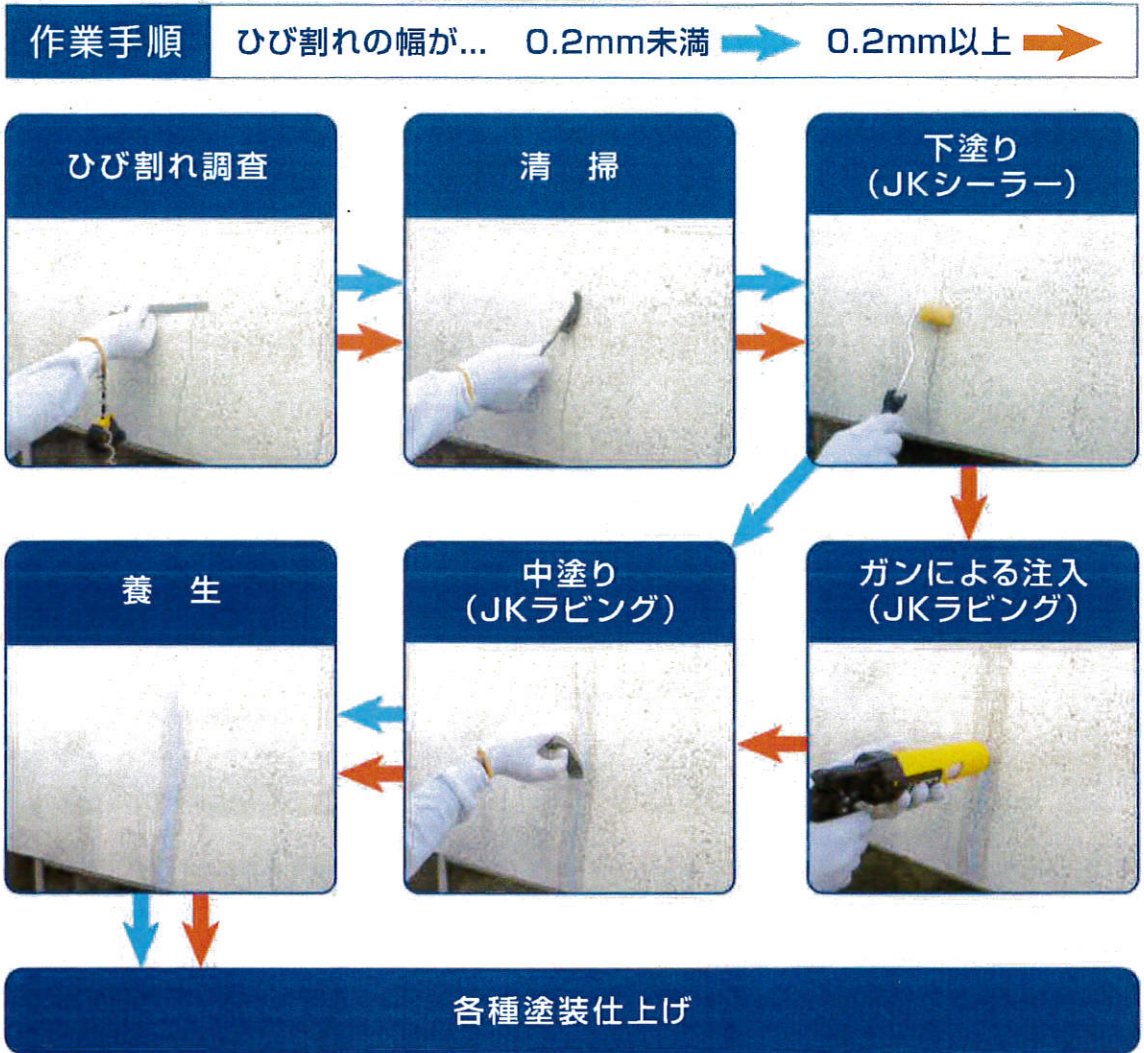 作業手順 ひび割れの幅が... 0.2mm未満 0.2mm以上
ひび割れ調査
清 掃
下塗り
(JKシーラー)
養 生
中塗り
(JKラビング)
ガンによる注入
(JKラビング)
各種塗装仕上げ